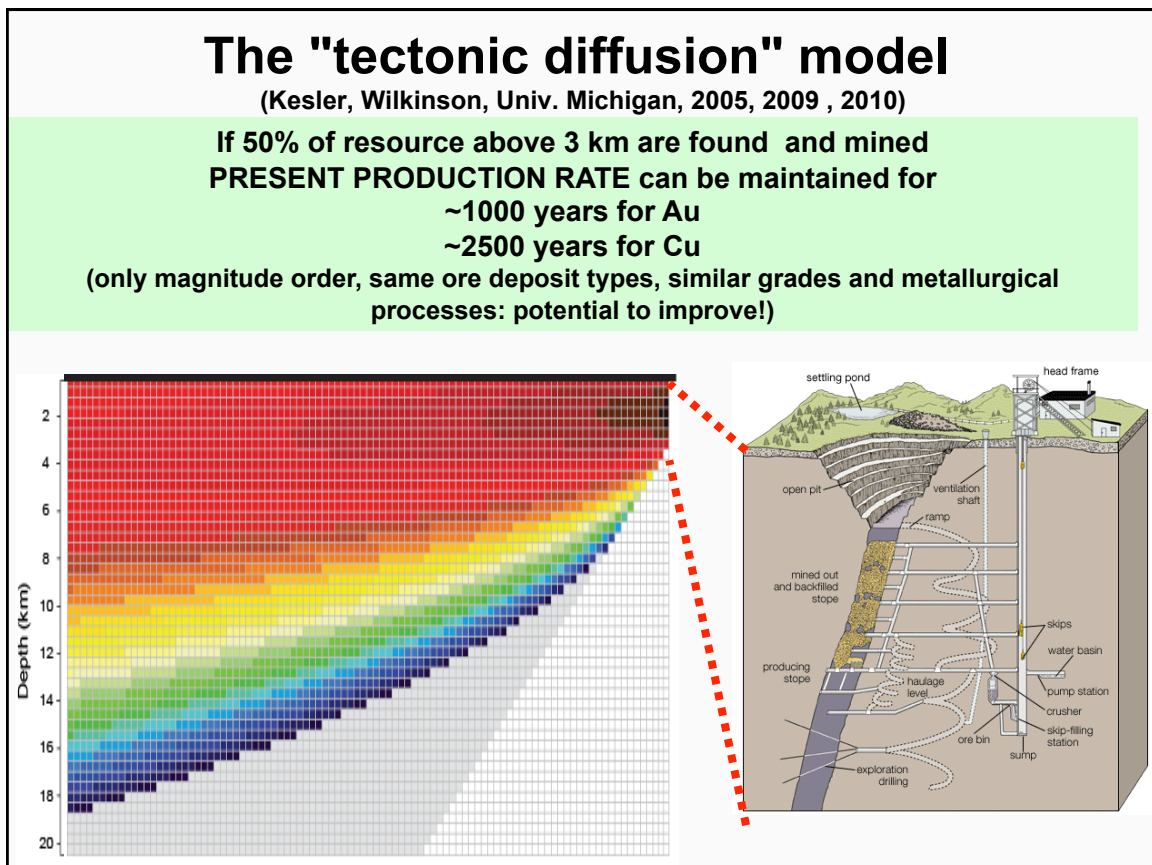 The "tectonic diffusion" model
(Kesler, Wilkinson, Univ. Michigan, 2005, 2009 , 2010)
If 50% of resource above 3 km are found and mined
PRESENT PRODUCTION RATE can be maintained for
~1000 years for Au
~2500 years for Cu
(only magnitude order, same ore deposit types, similar grades and metallurgical
processes: potential to improve!)
Depth (km)
2
4
6
8
10
12
14
16
18
20
settling pond
head frame
open pit
ventilation
shaft
ramp
mined out
and backfilled
stope
skips
water basin
producing
stope
haulage
level
pump station
crusher
ore bin
skip-filling
station
sump
exploration
drilling